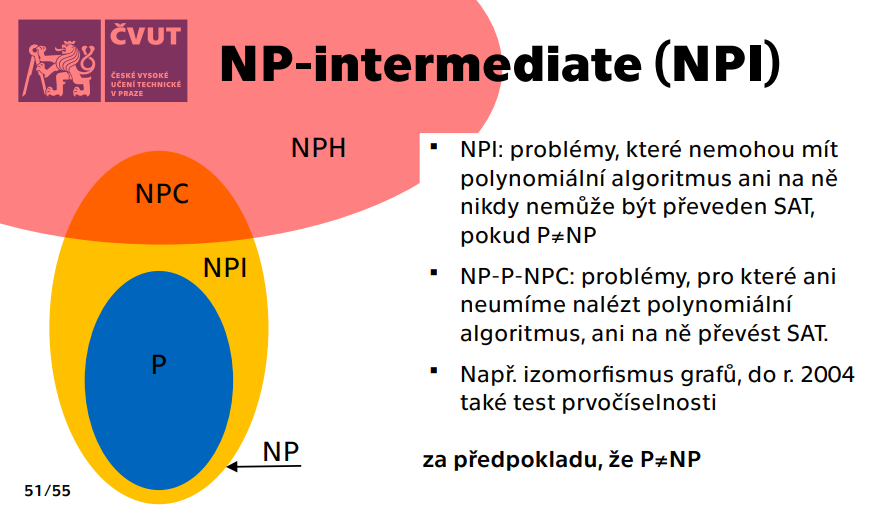 ČVUT
ČESKÉ VYSOKÉ
UČENÍ TECHNICKÉ
V PRAZE
NP-intermediate (NPI)
NPH
NPC
NPI
P
NP
▪ NPI: problémy, které nemohou mít
polynomiální algoritmus ani na ně
nikdy nemůže být převeden SAT,
pokud P≠NP
▪ NP-P-NPC: problémy, pro které ani
neumíme nalézt polynomiální
algoritmus, ani na ně převést SAT.
▪ Např. izomorfismus grafů, do r. 2004
také test prvočíselnosti
za předpokladu, že P≠NP
51/55